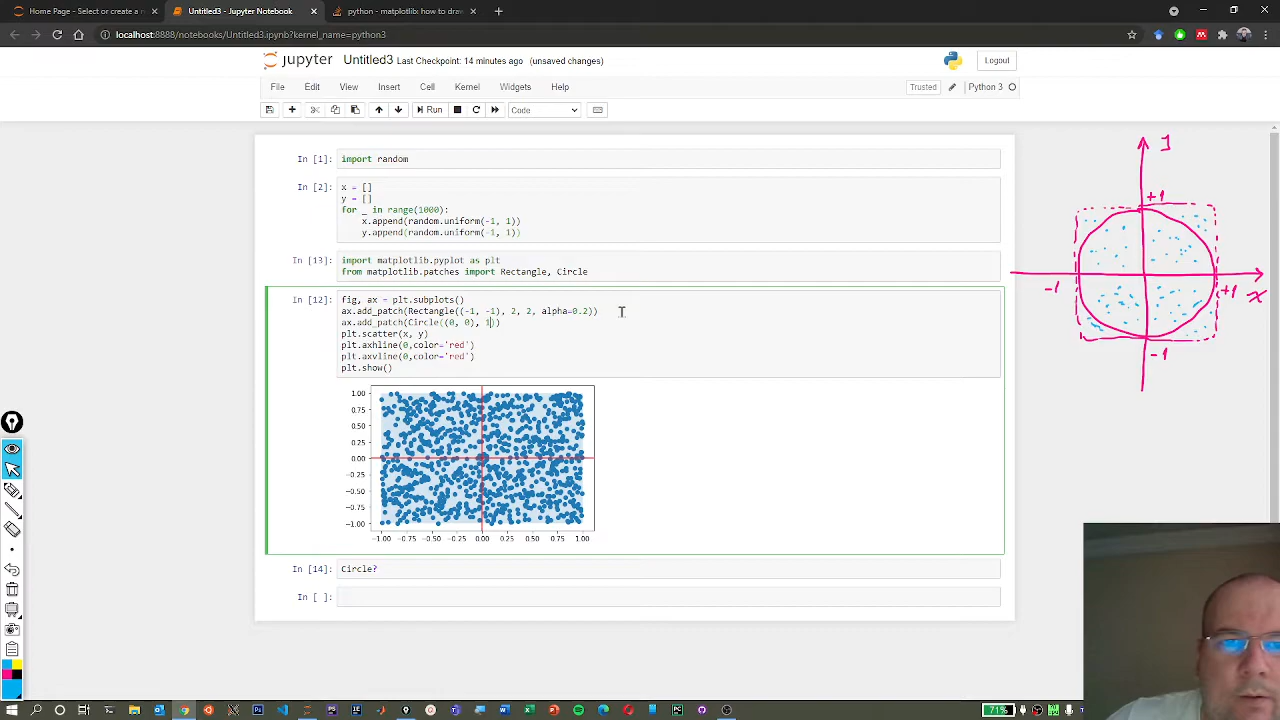 Home Page - Select or create a n
Untitled3 - Jupyter Notebook
python - matplotlib: how to draw
localhost:8888/notebooks/Untitled3.ipynb?kernel_name=python3
jupyter Untitled3 Last Checkpoint: 14 minutes ago (unsaved changes)
Logout
File Edit View Insert Cell Kernel Widgets Help
Trusted
Python 3
Run
Code
In [1]: import random
In [2]: x = []
y = []
for _ in range(1000):
x.append(random.uniform(-1, 1))
y.append(random.uniform(-1, 1))
In [13]: import matplotlib.pyplot as plt
from matplotlib.patches import Rectangle, Circle
In [12]: fig, ax = plt.subplots()
ax.add_patch(Rectangle((-1, -1), 2, 2, alpha=0.2))
ax.add_patch(Circle((0, 0), 1))
plt.scatter(x, y)
plt.axhline(0,color='red')
plt.axvline(0,color='red')
plt.show()
1.00
0.75
0.50
0.25
0.00
−0.25
−0.50
−0.75
−1.00
−1.00 −0.75 −0.50 −0.25 0.00 0.25 0.50 0.75 1.00
In [14]: Circle?
In [ ]:
+1
-1
+1
x
-1
71%